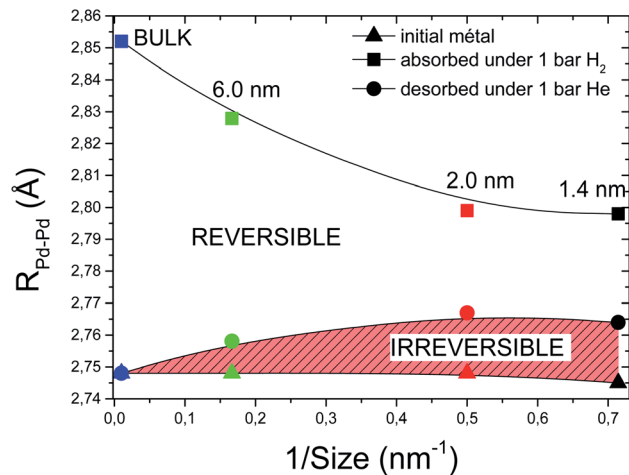 2,86
2,85
2,84
2,83
2,82
2,81
2,80
2,79
2,78
2,77
2,76
2,75
2,74
R_Pd-Pd (Å)
BULK
initial métal
absorbed under 1 bar H₂
desorbed under 1 bar He
6.0 nm
2.0 nm
1.4 nm
REVERSIBLE
IRREVERSIBLE
0,0 0,1 0,2 0,3 0,4 0,5 0,6 0,7
1/Size (nm⁻¹)